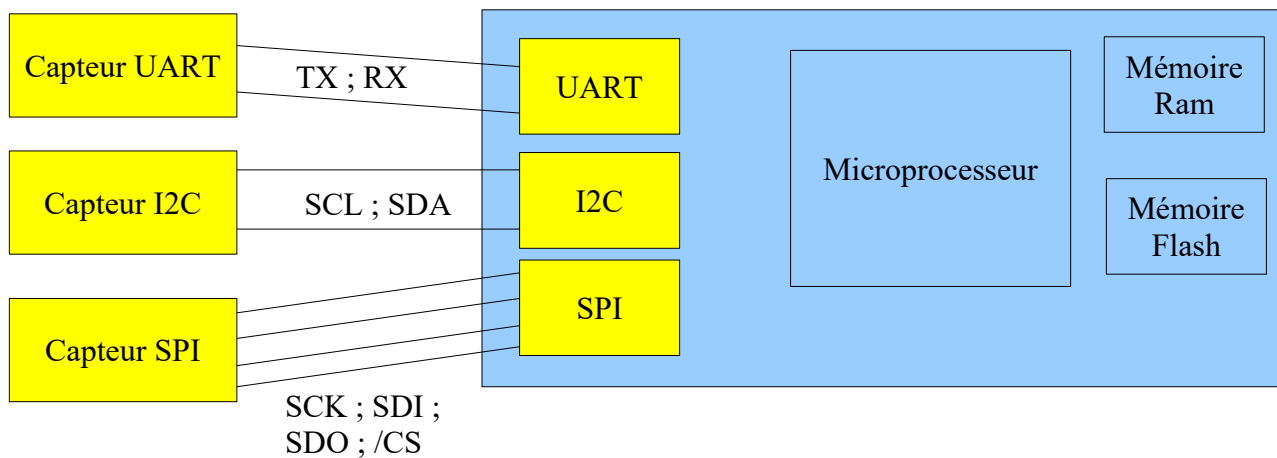 Capteur UART
TX ; RX
UART
Capteur I2C
SCL ; SDA
I2C
Capteur SPI
SCK ; SDI ;
SDO ; /CS
SPI
Microprocesseur
Mémoire
Ram
Mémoire
Flash